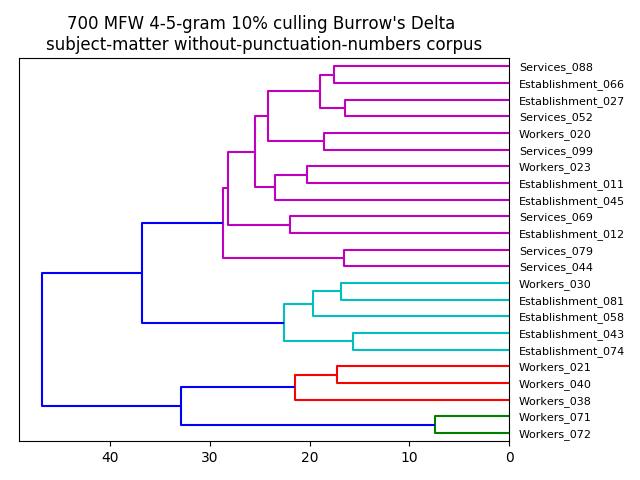 700 MFW 4-5-gram 10% culling Burrow's Delta
subject-matter without-punctuation-numbers corpus
Services_088
Establishment_066
Establishment_027
Services_052
Workers_020
Services_099
Workers_023
Establishment_011
Establishment_045
Services_069
Establishment_012
Services_079
Services_044
Workers_030
Establishment_081
Establishment_058
Establishment_043
Establishment_074
Workers_021
Workers_040
Workers_038
Workers_071
Workers_072
40 30 20 10 0